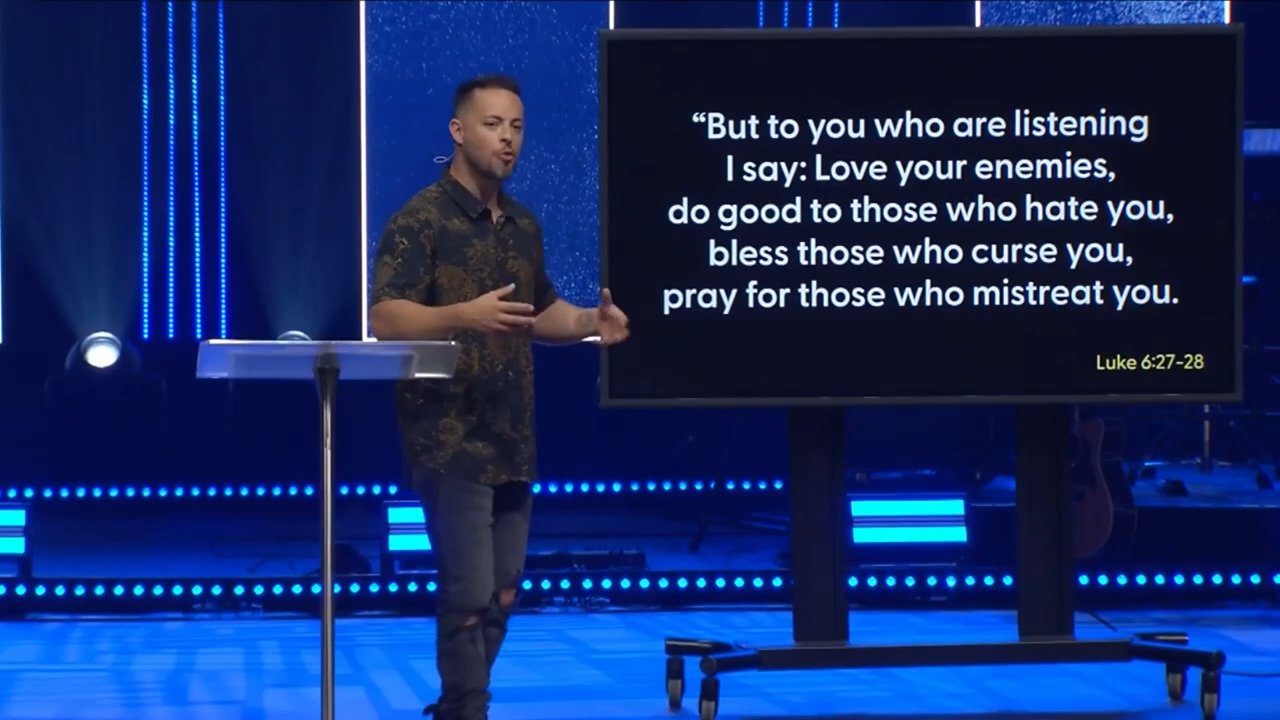 “But to you who are listening
I say: Love your enemies,
do good to those who hate you,
bless those who curse you,
pray for those who mistreat you.
Luke 6:27-28